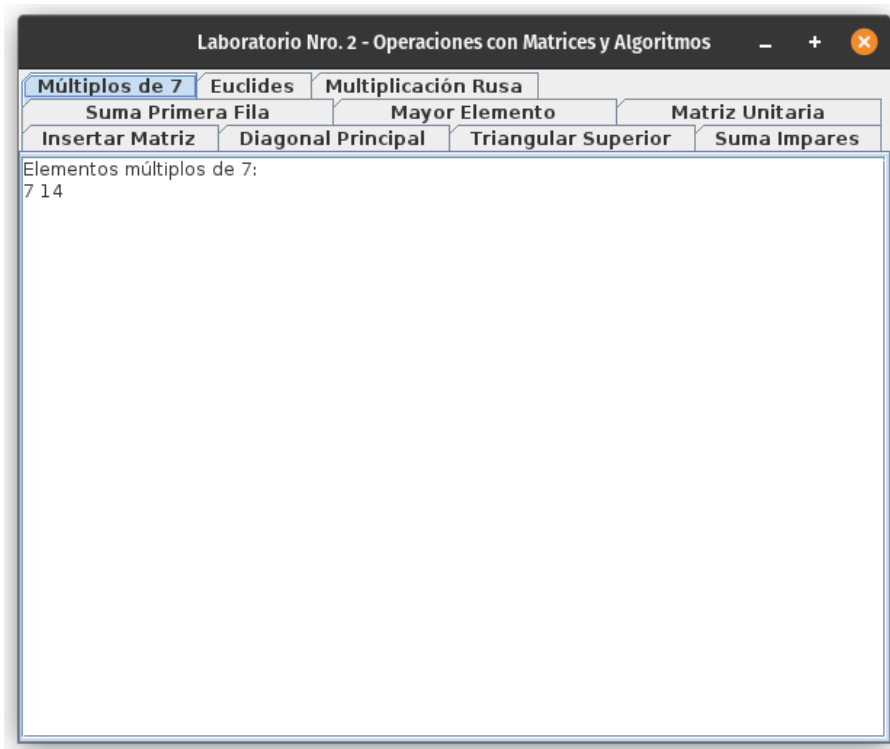 Laboratorio Nro. 2 - Operaciones con Matrices y Algoritmos
Múltiplos de 7 Euclides Multiplicación Rusa
Suma Primera Fila Mayor Elemento Matriz Unitaria
Insertar Matriz Diagonal Principal Triangular Superior Suma Impares
Elementos múltiplos de 7:
7 14